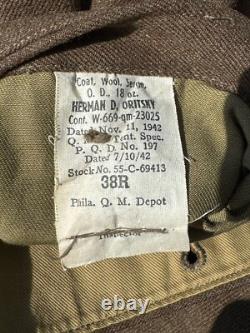 Coat, Wool, Serge,
O. D., 18 oz.
HERMAN D. ORITSKY
Cont. W-669-qm-23025
Dated Nov. 11, 1942
Q. Tent. Spec.
P. Q. D. No. 197
Dated 7/10/42
Stock No. 55-C-69413
38R
Phila. Q. M. Depot
INSPECTOR